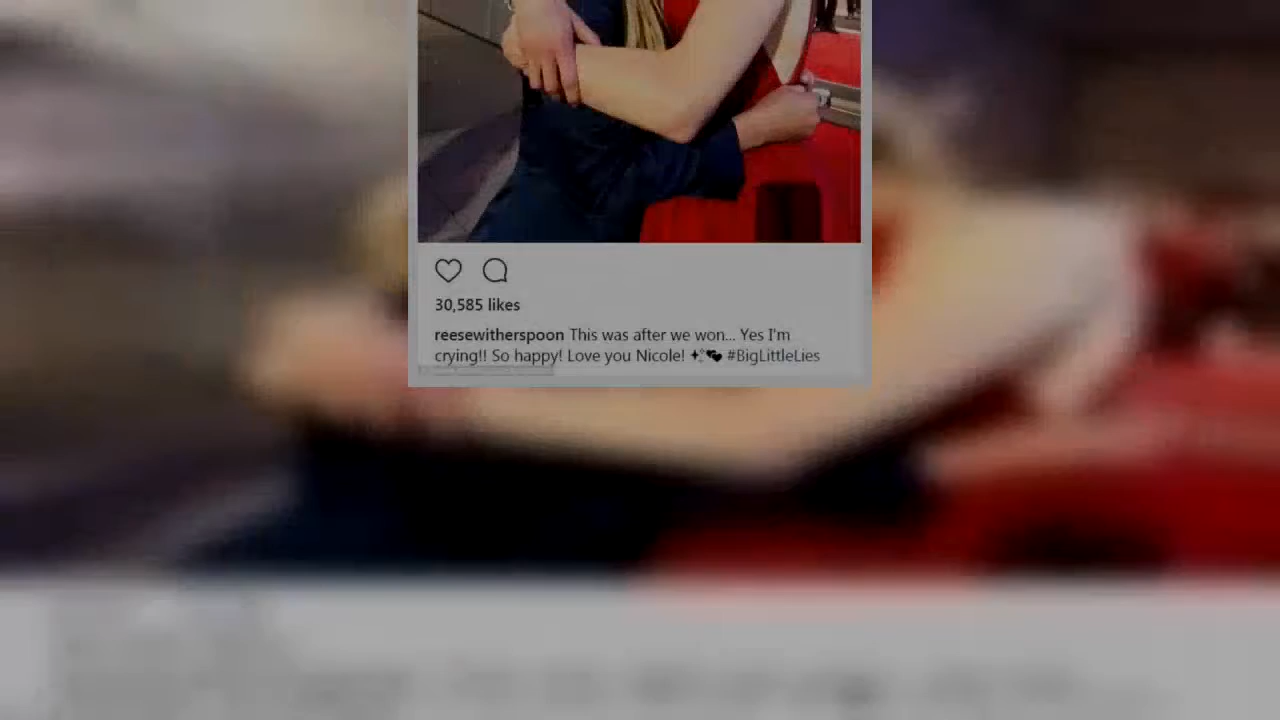 30,585 likes
reesewitherspoon This was after we won... Yes I'm
crying!! So happy! Love you Nicole! ✨💕 #BigLittleLies